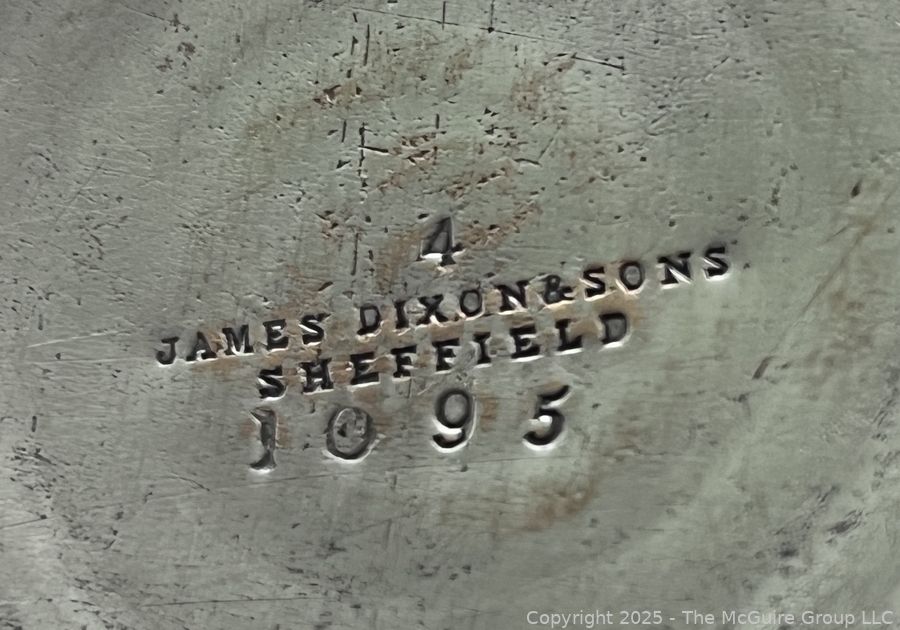 4
JAMES DIXON & SONS
SHEFFIELD
1095
Copyright 2025 - The McGuire Group LLC